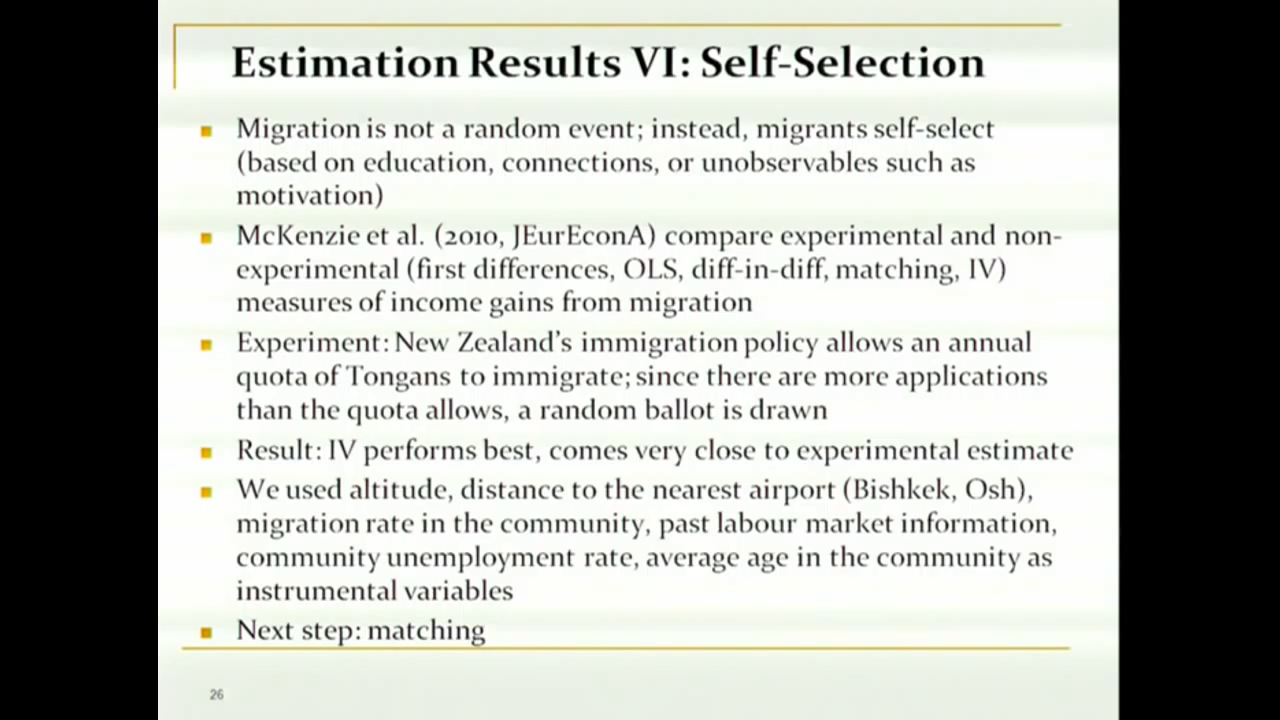 Estimation Results VI: Self-Selection
Migration is not a random event; instead, migrants self-select
(based on education, connections, or unobservables such as
motivation)
McKenzie et al. (2010, JEurEconA) compare experimental and non-
experimental (first differences, OLS, diff-in-diff, matching, IV)
measures of income gains from migration
Experiment: New Zealand's immigration policy allows an annual
quota of Tongans to immigrate; since there are more applications
than the quota allows, a random ballot is drawn
Result: IV performs best, comes very close to experimental estimate
We used altitude, distance to the nearest airport (Bishkek, Osh),
migration rate in the community, past labour market information,
community unemployment rate, average age in the community as
instrumental variables
Next step: matching
26